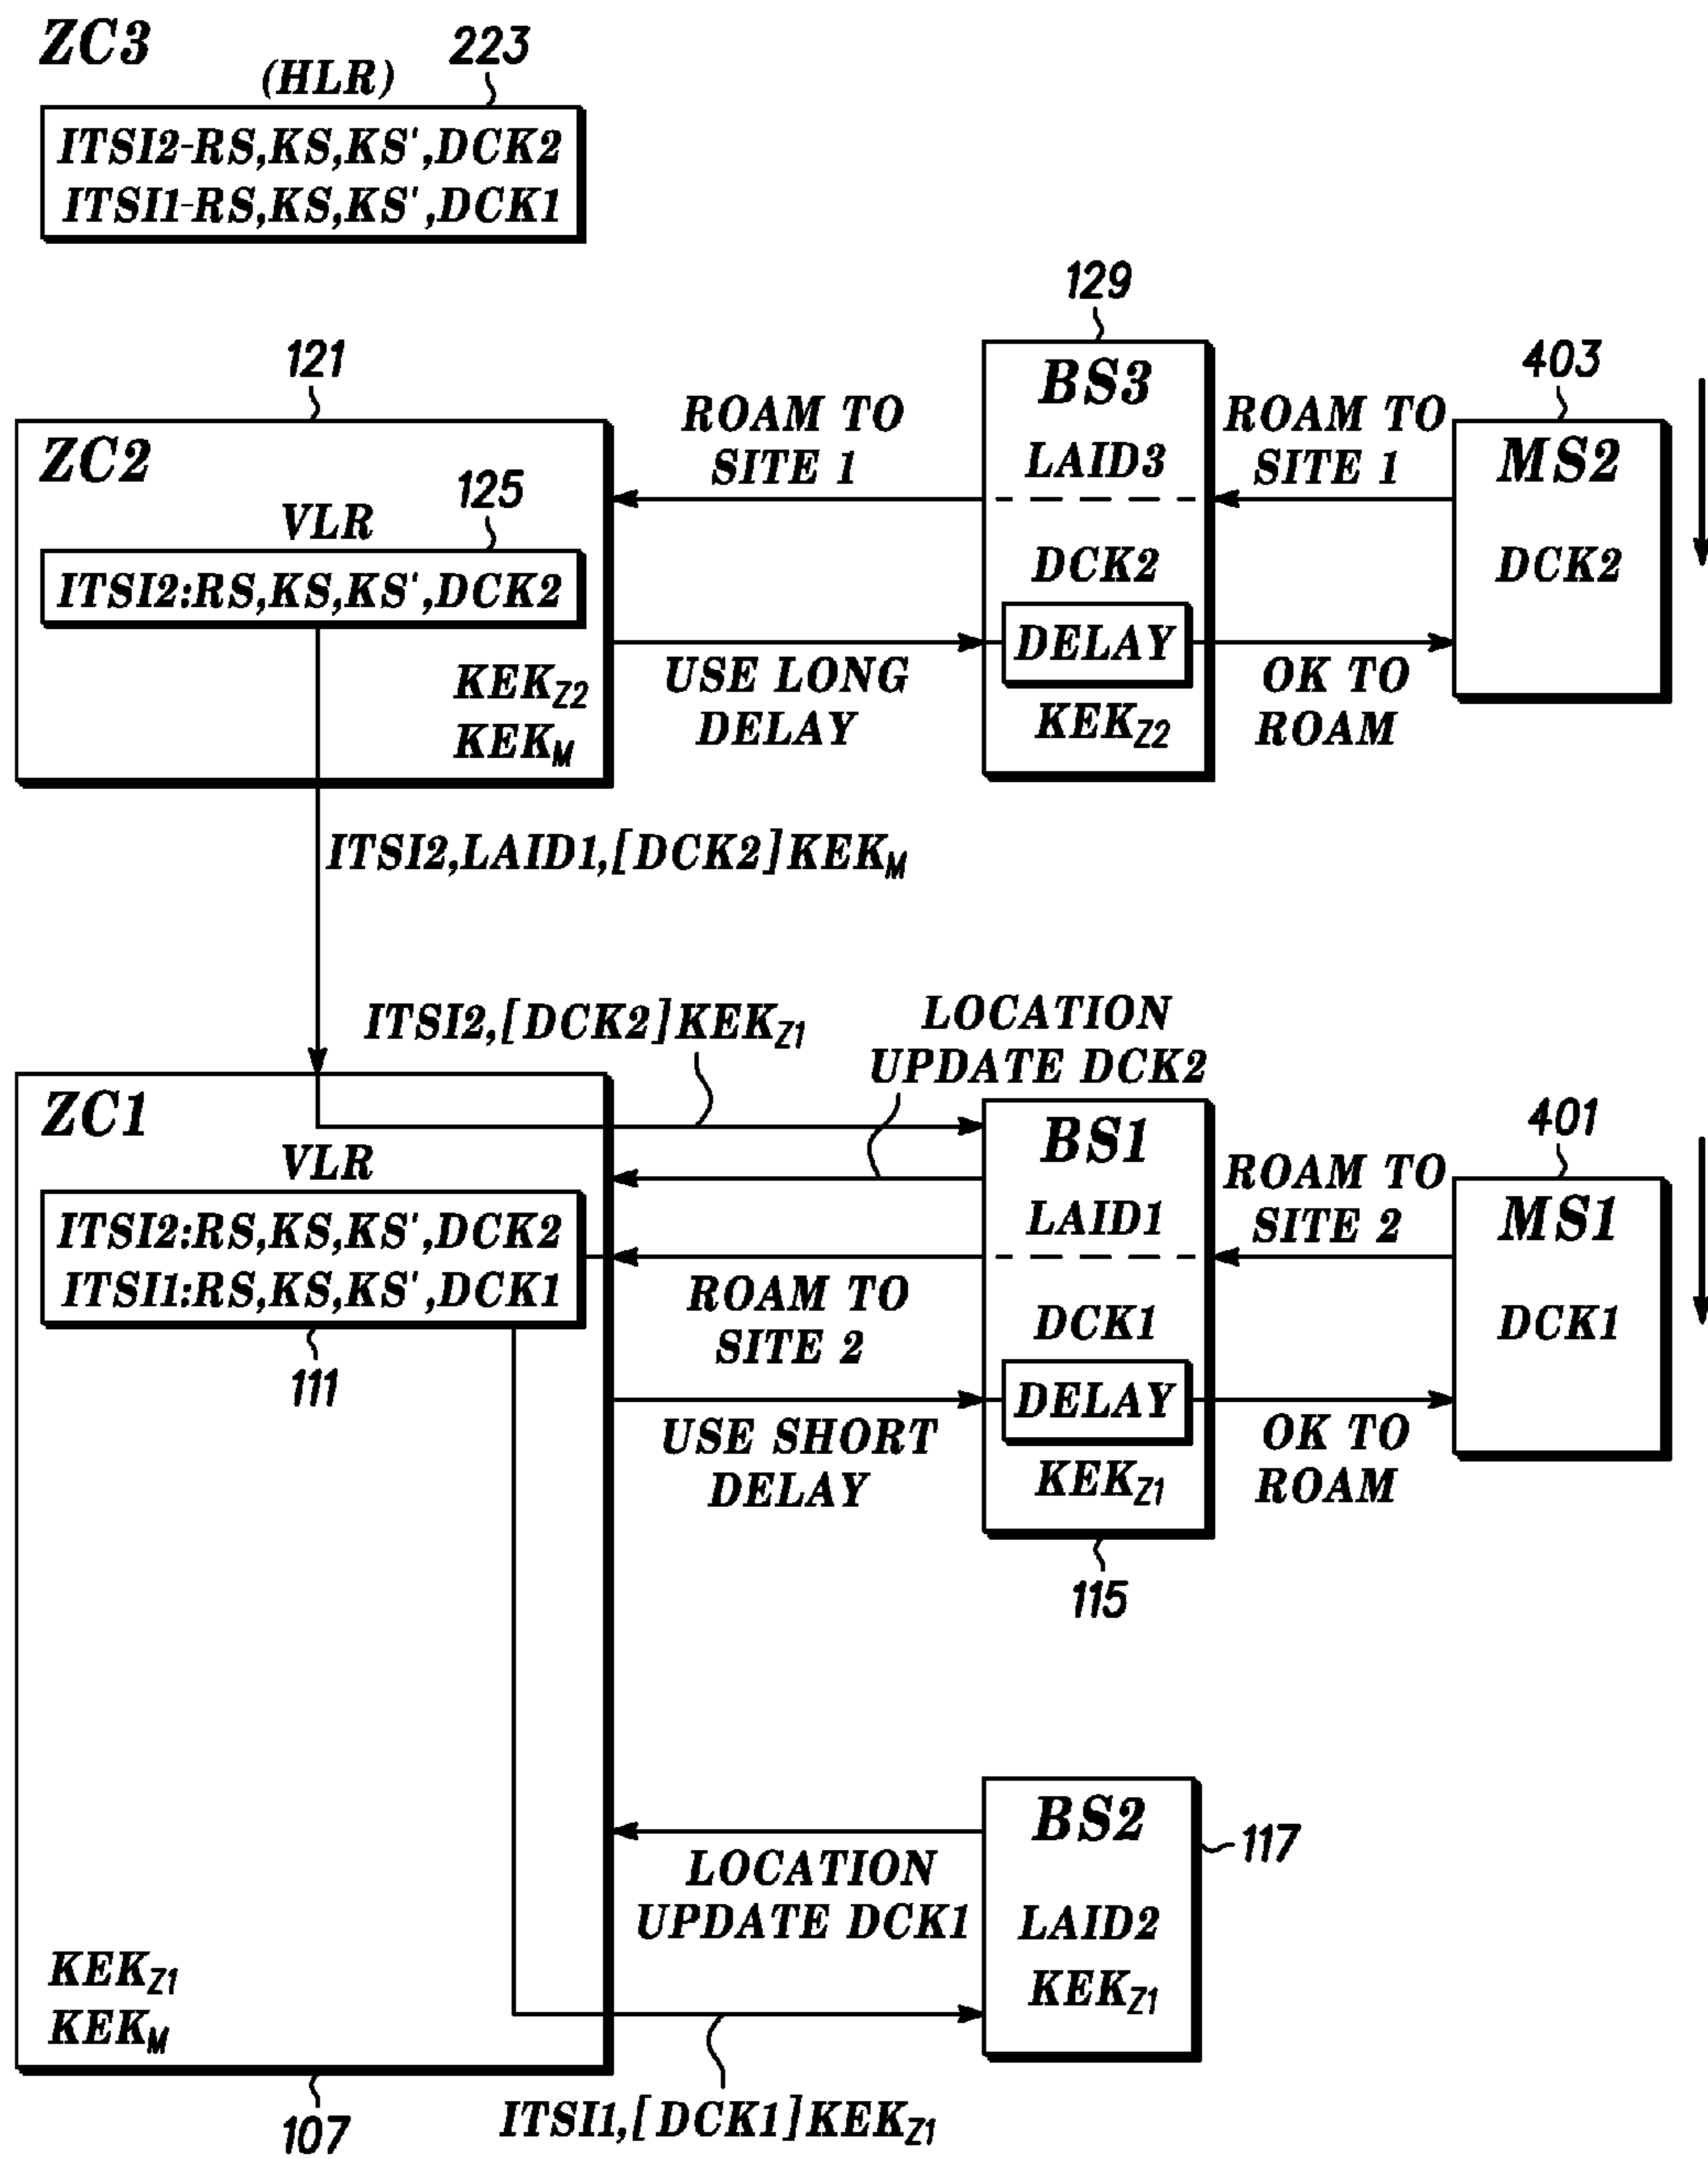 ZC3
(HLR)
223
ITSI2-RS,KS,KS',DCK2
ITSI1-RS,KS,KS',DCK1
121
ZC2
VLR
125
ITSI2:RS,KS,KS',DCK2
KEKZ2
KEKM
ROAM TO
SITE 1
USE LONG
DELAY
129
BS3
LAID3
DCK2
DELAY
KEKZ2
ROAM TO
SITE 1
OK TO
ROAM
403
MS2
DCK2
ITSI2,LAID1,[DCK2]KEKM
ITSI2,[DCK2]KEKZ1
LOCATION
UPDATE DCK2
ZC1
VLR
ITSI2:RS,KS,KS',DCK2
ITSI1:RS,KS,KS',DCK1
111
ROAM TO
SITE 2
USE SHORT
DELAY
BS1
LAID1
DCK1
DELAY
KEKZ1
115
ROAM TO
SITE 2
OK TO
ROAM
401
MS1
DCK1
LOCATION
UPDATE DCK1
BS2
LAID2
KEKZ1
117
KEKZ1
KEKM
107
ITSI1,[DCK1]KEKZ1